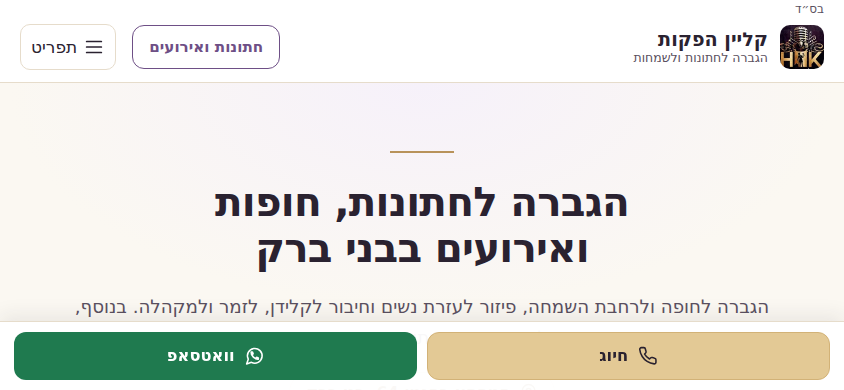 בס״ד
קליין הפקות
הגברה לחתונות ולשמחות
חתונות ואירועים
תפריט
הגברה לחתונות, חופות
ואירועים בבני ברק
הגברה לחופה ולרחבת השמחה, פיזור לעזרת נשים וחיבור לקלידן, לזמר ולמקהלה. בנוסף,
חיוג
וואטסאפ